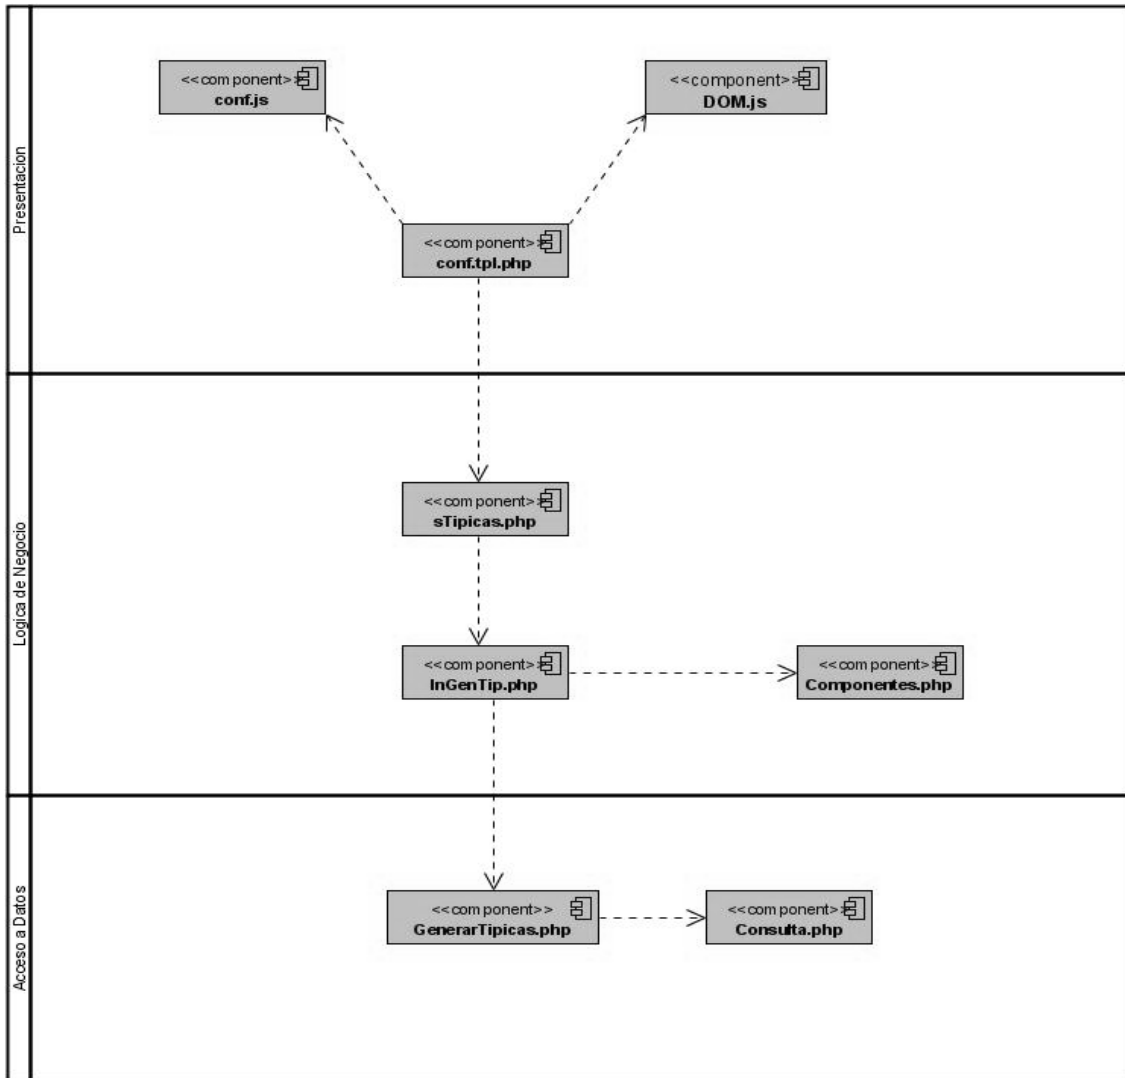 Presentacion
<<component>>
conf.js
<<component>>
DOM.js
<<component>>
conf.tpl.php
Logica de Negocio
<<component>>
sTipicas.php
<<component>>
InGenTip.php
<<component>>
Componentes.php
Acceso a Datos
<<component>>
GenerarTipicas.php
<<component>>
Consulta.php